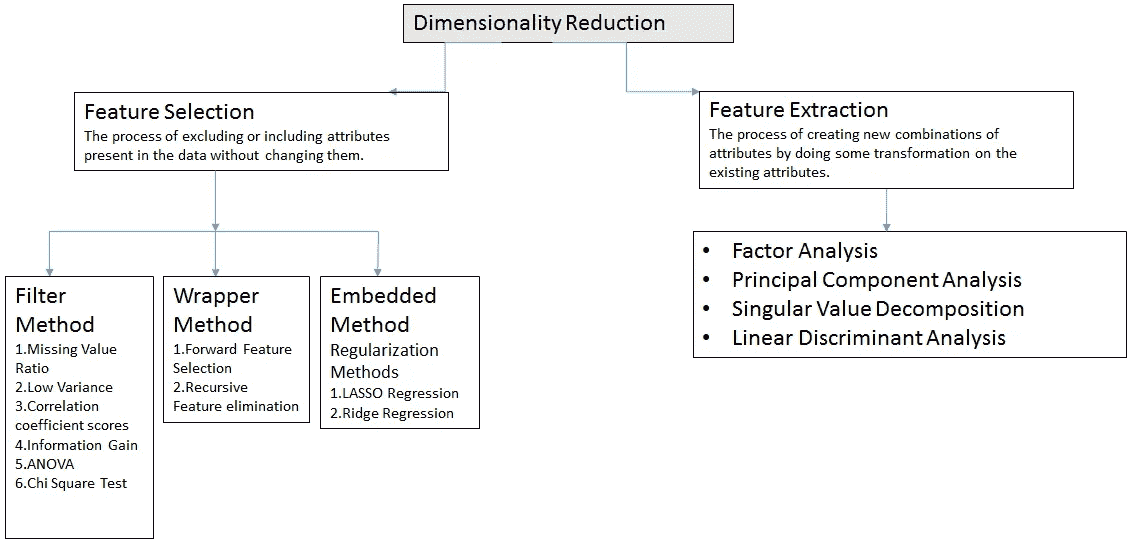 Dimensionality Reduction
Feature Selection
The process of excluding or including attributes
present in the data without changing them.
Feature Extraction
The process of creating new combinations of
attributes by doing some transformation on the
existing attributes.
Filter
Method
1.Missing Value
Ratio
2.Low Variance
3.Correlation
coefficient scores
4.Information Gain
5.ANOVA
6.Chi Square Test
Wrapper
Method
1.Forward Feature
Selection
2.Recursive
Feature elimination
Embedded
Method
Regularization
Methods
1.LASSO Regression
2.Ridge Regression
• Factor Analysis
• Principal Component Analysis
• Singular Value Decomposition
• Linear Discriminant Analysis